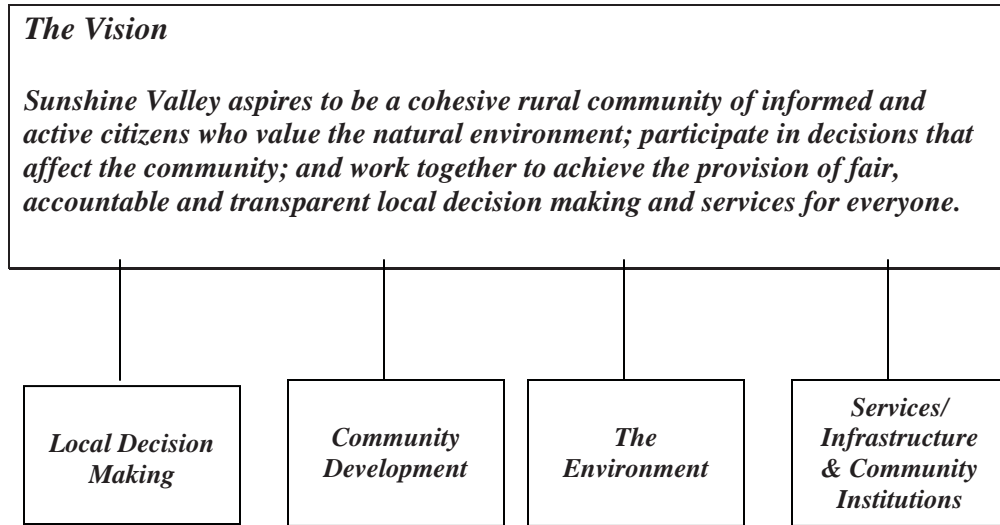 The Vision
Sunshine Valley aspires to be a cohesive rural community of informed and
active citizens who value the natural environment; participate in decisions that
affect the community; and work together to achieve the provision of fair,
accountable and transparent local decision making and services for everyone.
Local Decision
Making
Community
Development
The
Environment
Services/
Infrastructure
& Community
Institutions